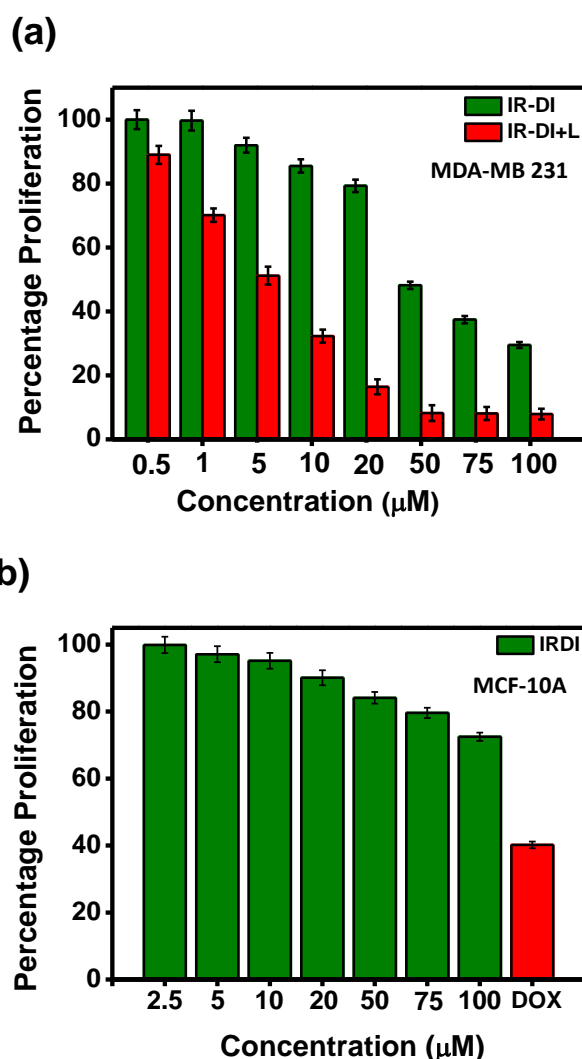 (a)
IR-DI
IR-DI+L
MDA-MB 231
100
80
60
40
20
0
Percentage Proliferation
0.5 1 5 10 20 50 75 100
Concentration (μM)
b)
IRDI
MCF-10A
100
80
60
40
20
0
Percentage Proliferation
2.5 5 10 20 50 75 100 DOX
Concentration (μM)